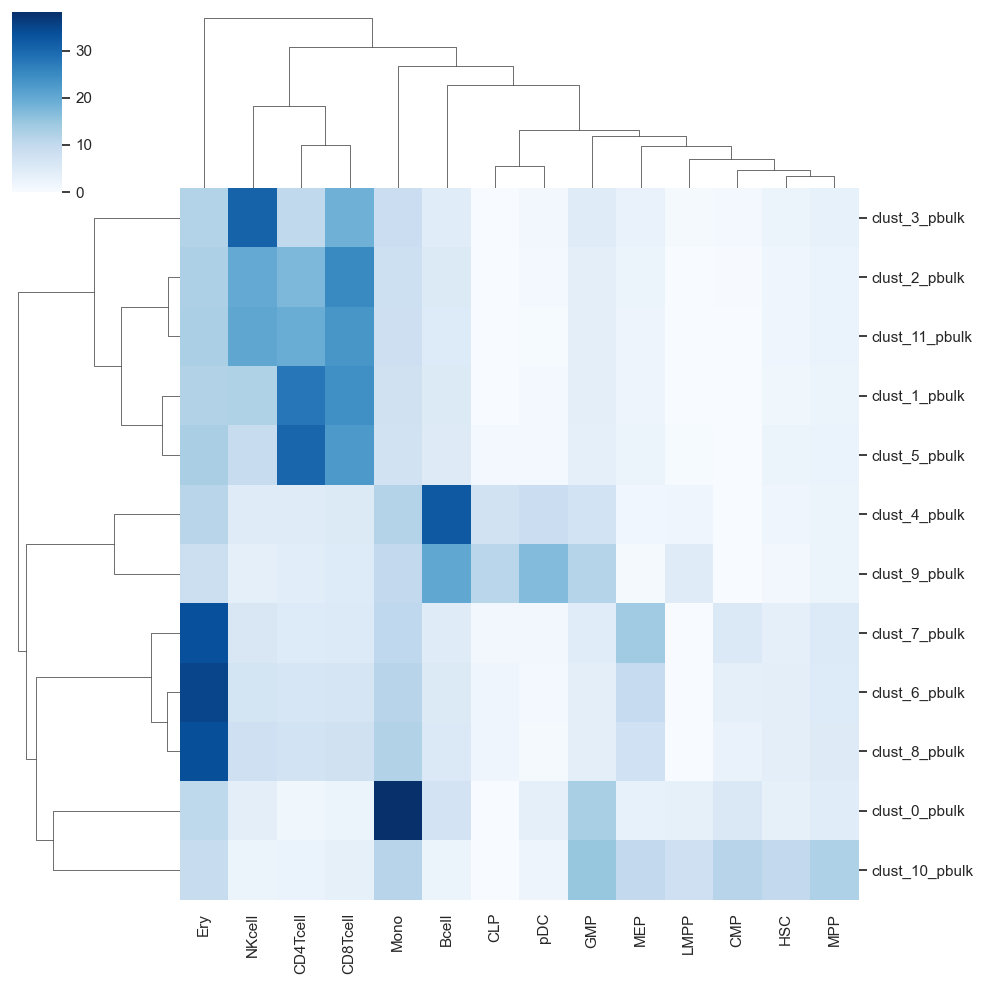 30
20
10
0
clust_3_pbulk
clust_2_pbulk
clust_11_pbulk
clust_1_pbulk
clust_5_pbulk
clust_4_pbulk
clust_9_pbulk
clust_7_pbulk
clust_6_pbulk
clust_8_pbulk
clust_0_pbulk
clust_10_pbulk
Ery
NKcell
CD4Tcell
CD8Tcell
Mono
Bcell
CLP
pDC
GMP
MEP
LMPP
CMP
HSC
MPP